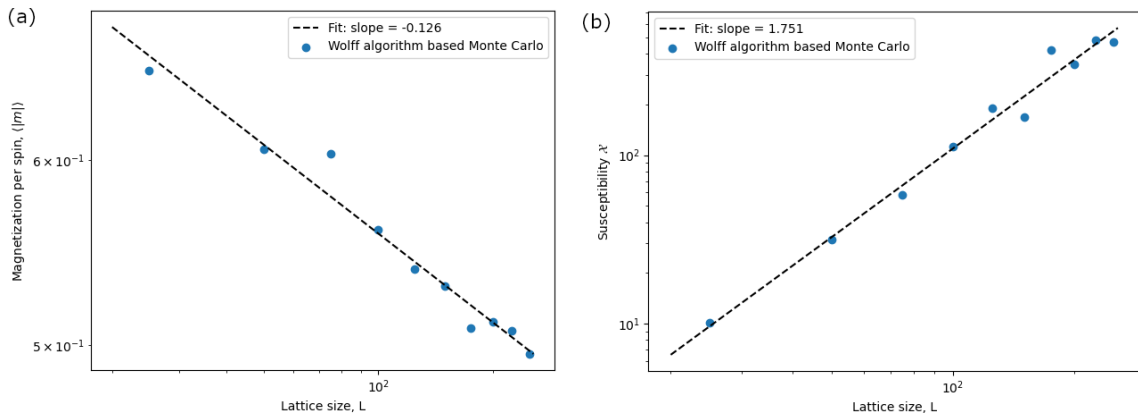 (a)
Fit: slope = -0.126
Wolff algorithm based Monte Carlo
Magnetization per spin, ⟨|m|⟩
6 × 10⁻¹
5 × 10⁻¹
10²
Lattice size, L
(b)
Fit: slope = 1.751
Wolff algorithm based Monte Carlo
Susceptibility 𝒳
10²
10¹
10²
Lattice size, L